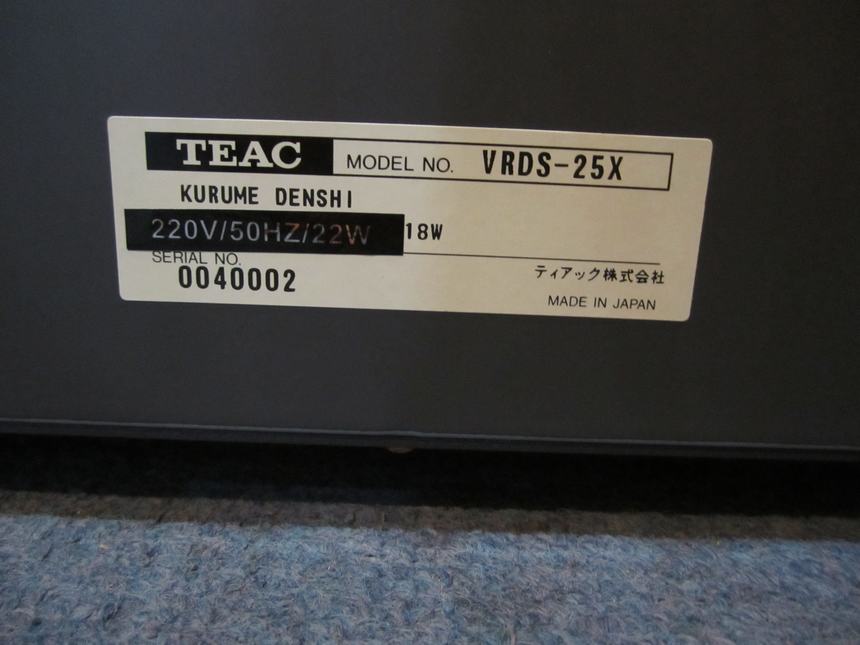 TEAC MODEL NO. VRDS-25X
KURUME DENSHI
220V/50HZ/22W 18W
SERIAL NO.
0040002
ティアック株式会社
MADE IN JAPAN